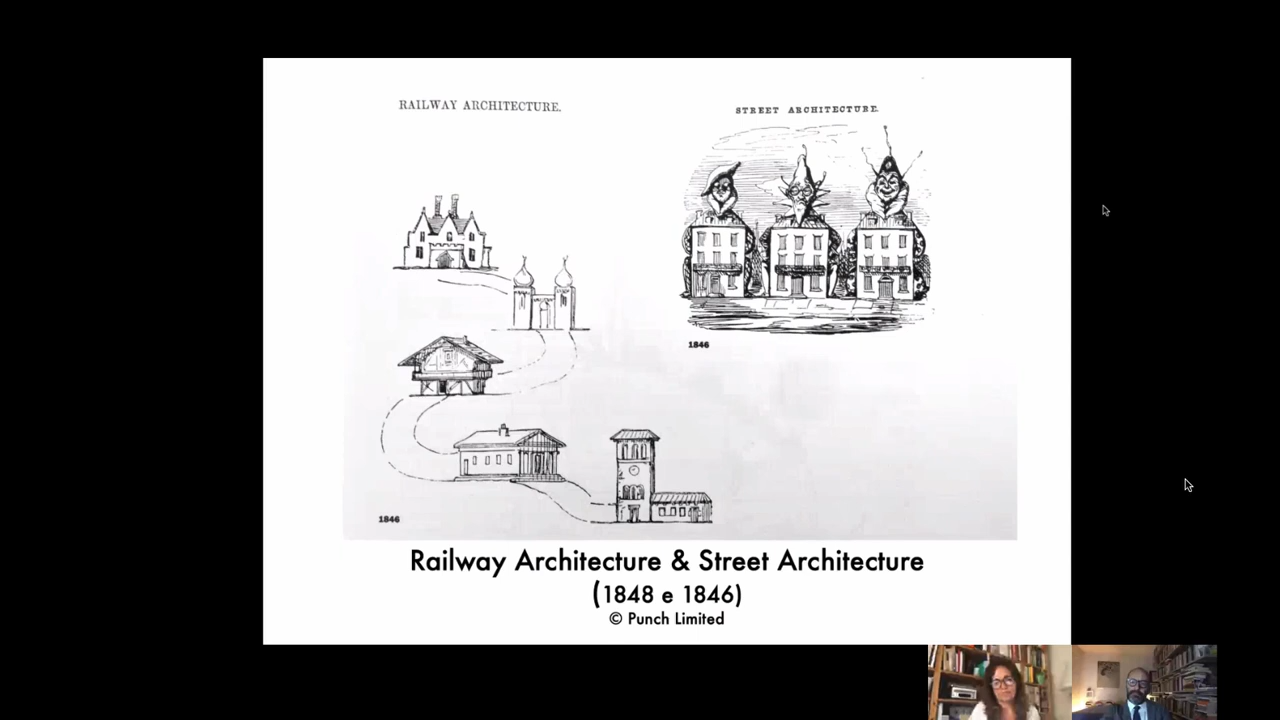 RAILWAY ARCHITECTURE.
STREET ARCHITECTURE.
1846
1846
Railway Architecture & Street Architecture
(1848 e 1846)
© Punch Limited